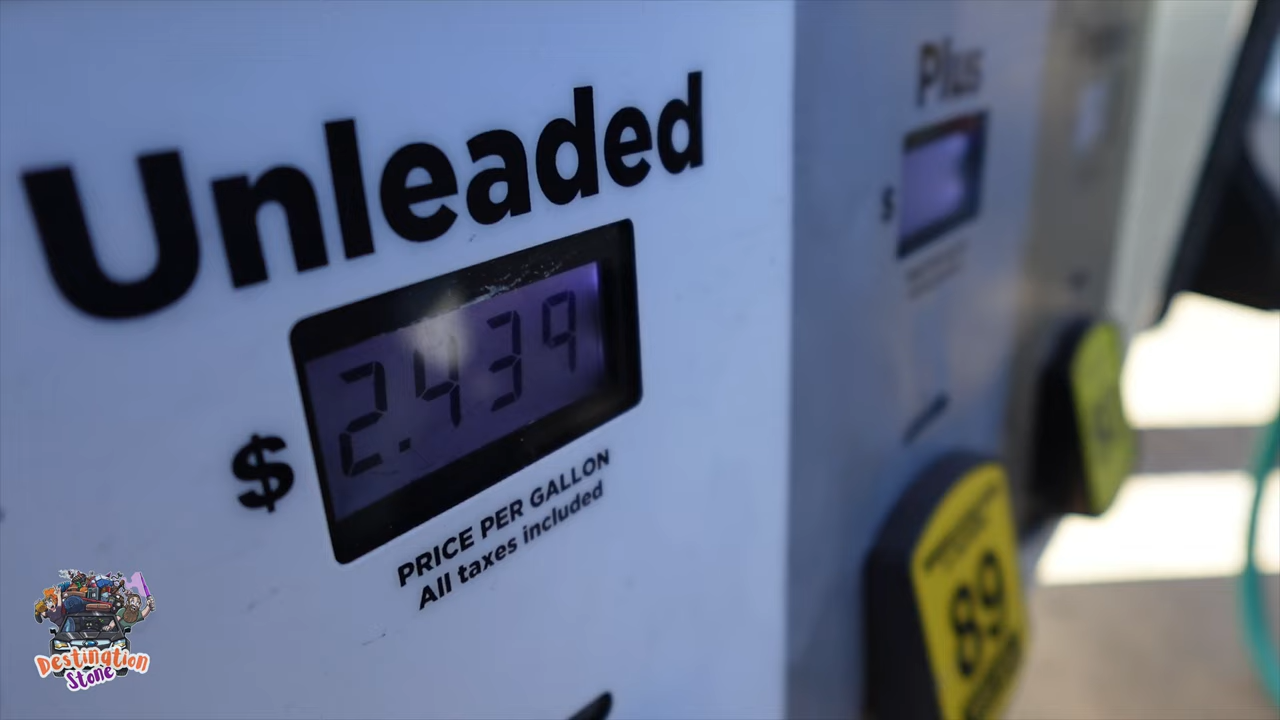 Unleaded
$ 2.439
PRICE PER GALLON
All taxes included
Plus
$
89
Destination
Stone